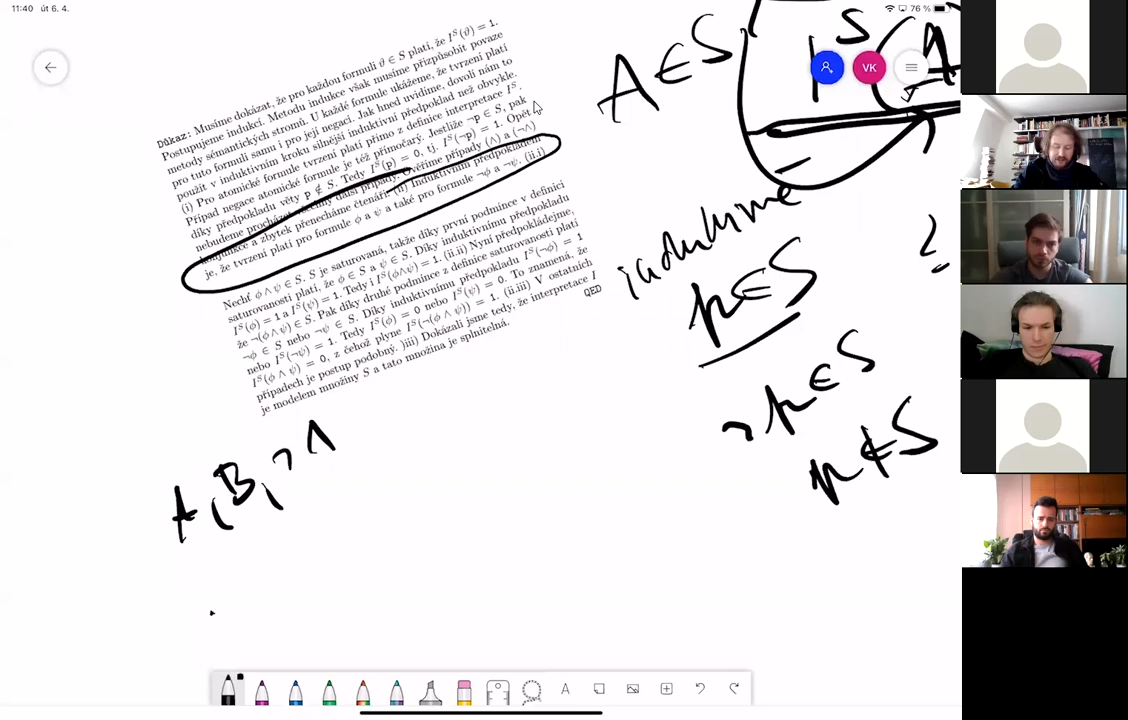 11:40 út 6. 4.
76 %
VK
Důkaz: Musíme dokázat, že pro každou formuli ϑ ∈ S platí, že I^S(ϑ) = 1.
Postupujeme indukcí. Metodu indukce však musíme přizpůsobit povaze
metody sémantických stromů. U každé formule ukážeme, že tvrzení platí
pro tuto formuli samu i pro její negaci. Jak hned uvidíme, dovolí nám to
použít v indukčním kroku silnější indukční předpoklad než obvykle.
(i) Pro atomické formule tvrzení platí přímo z definice interpretace I^S.
Případ negace atomické formule je též přímočarý. Jestliže ¬p ∈ S, pak
díky předpokladu věty p ∉ S. Tedy I^S(p) = 0, tj. I^S(¬p) = 1. Opět
nebudeme procházet všechny další případy. Ověříme případy (∧) a (¬∧)
konjunkce a zbytek přenecháme čtenáři. (ii) Indukčním předpokladem
je, že tvrzení platí pro formule ϕ a ψ a také pro formule ¬ϕ a ¬ψ. (ii.i)
Nechť ϕ ∧ ψ ∈ S. S je saturovaná, takže díky první podmínce v definici
saturovanosti platí, že ϕ ∈ S a ψ ∈ S. Díky indukčnímu předpokladu
I^S(ϕ) = 1 a I^S(ψ) = 1. Tedy i I^S(ϕ∧ψ) = 1. (ii.ii) Nyní předpokládejme,
že ¬(ϕ∧ψ) ∈ S. Pak díky druhé podmínce z definice saturovanosti platí
¬ϕ ∈ S nebo ¬ψ ∈ S. Díky indukčnímu předpokladu I^S(¬ϕ) = 1
nebo I^S(¬ψ) = 1. Tedy I^S(ϕ) = 0 nebo I^S(ψ) = 0. To znamená, že
I^S(ϕ ∧ ψ) = 0, z čehož plyne I^S(¬(ϕ ∧ ψ)) = 1. (ii.iii) V ostatních
případech je postup podobný. )iii) Dokázali jsme tedy, že interpretace I
je modelem množiny S a tato množina je splnitelná.
QED
A ∈ S
I^S(A
p ∈ S
?
¬p ∈ S
p ∉ S
A, B, ¬ ∧
A